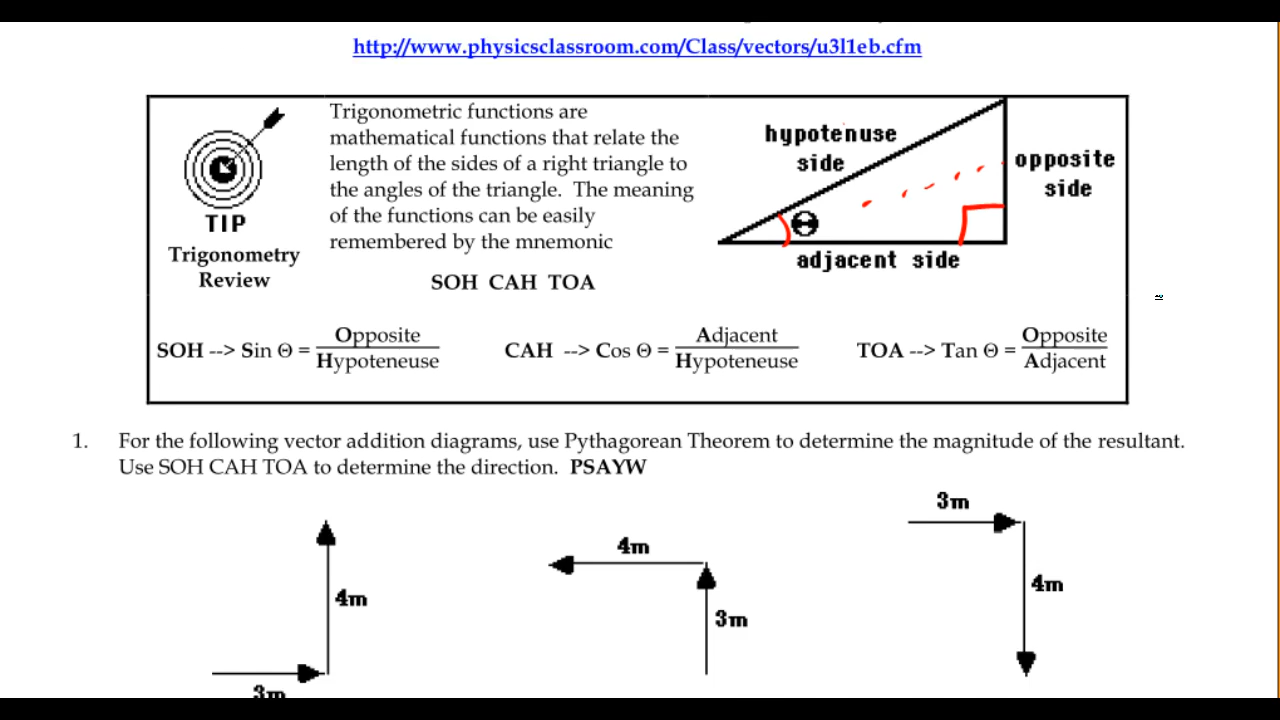 http://www.physicsclassroom.com/Class/vectors/u3l1eb.cfm
TIP
Trigonometry
Review
Trigonometric functions are
mathematical functions that relate the
length of the sides of a right triangle to
the angles of the triangle. The meaning
of the functions can be easily
remembered by the mnemonic
SOH CAH TOA
hypotenuse
side
opposite
side
Θ
adjacent side
SOH --> Sin Θ = Opposite / Hypoteneuse
CAH --> Cos Θ = Adjacent / Hypoteneuse
TOA --> Tan Θ = Opposite / Adjacent
1. For the following vector addition diagrams, use Pythagorean Theorem to determine the magnitude of the resultant.
Use SOH CAH TOA to determine the direction. PSAYW
4m
3m
4m
3m
3m
4m